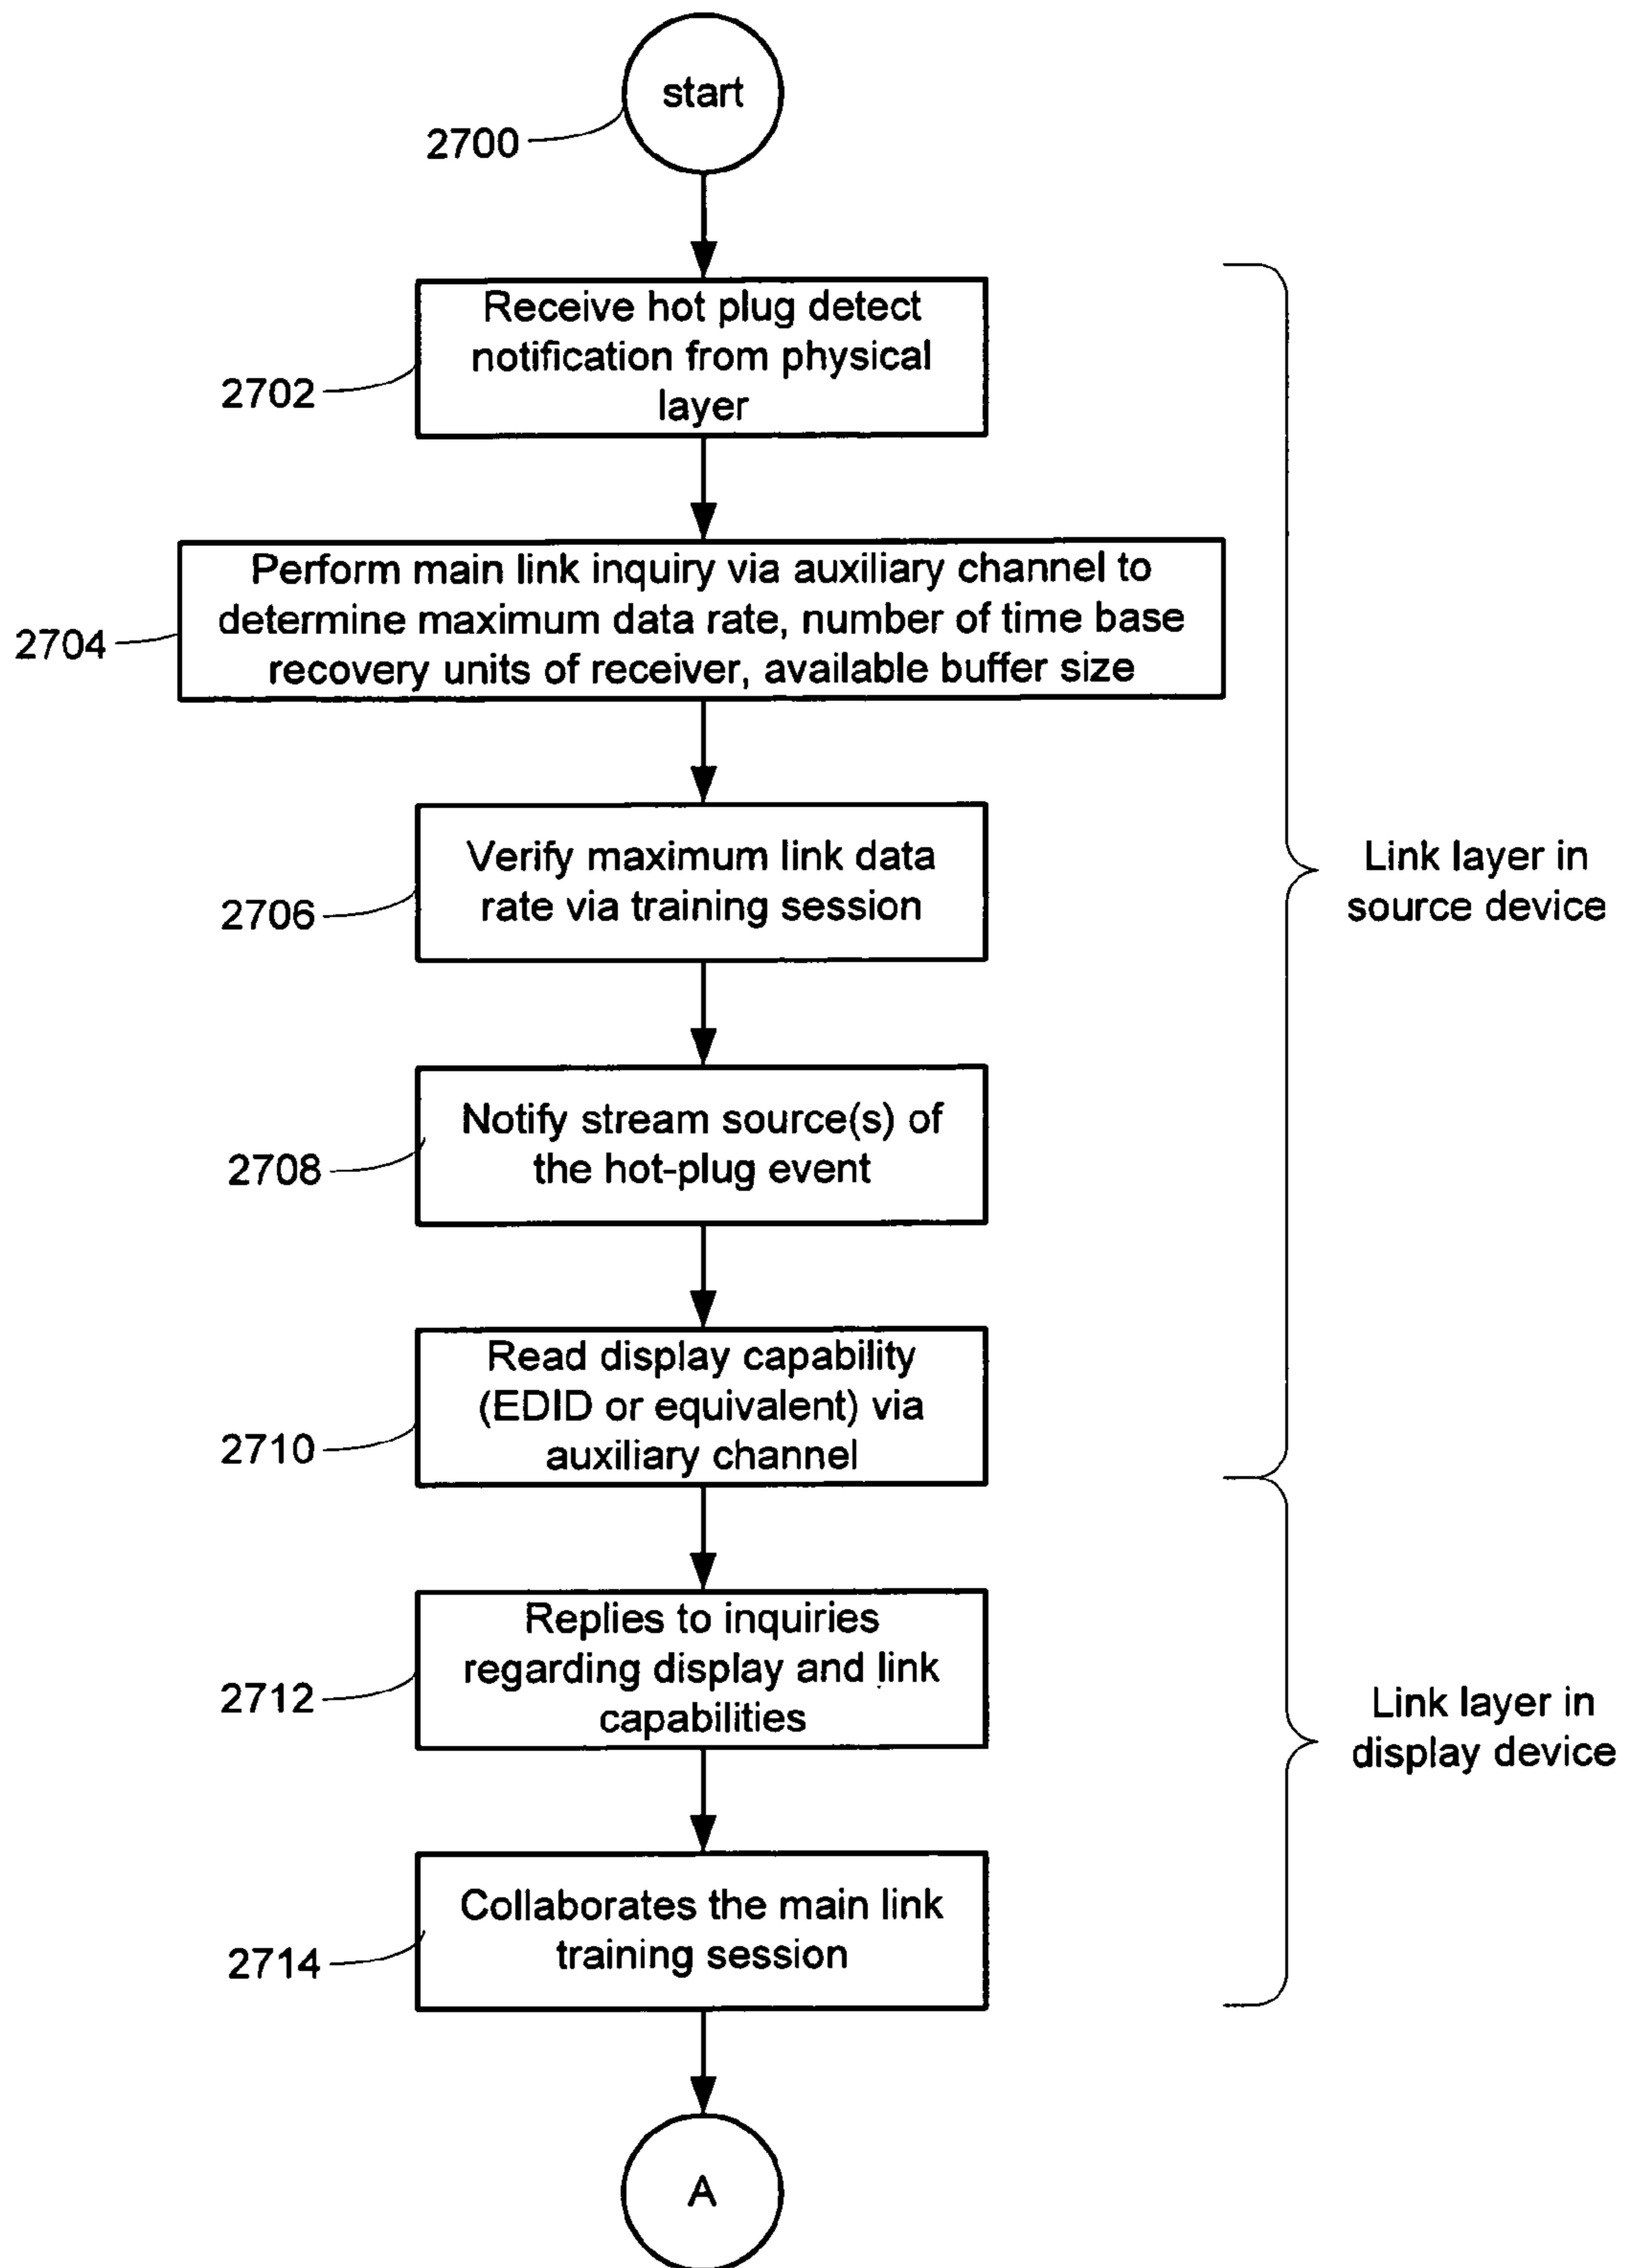 start
2700
Receive hot plug detect
notification from physical
layer
2702
Perform main link inquiry via auxiliary channel to
determine maximum data rate, number of time base
recovery units of receiver, available buffer size
2704
Verify maximum link data
rate via training session
2706
Link layer in
source device
Notify stream source(s) of
the hot-plug event
2708
Read display capability
(EDID or equivalent) via
auxiliary channel
2710
Replies to inquiries
regarding display and link
capabilities
2712
Link layer in
display device
Collaborates the main link
training session
2714
A